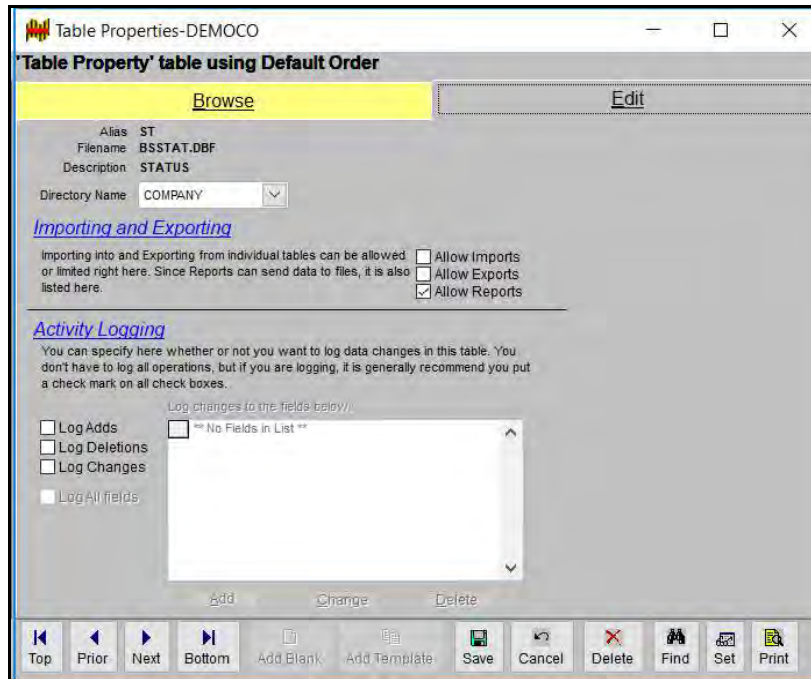 Table Properties-DEMOCO
'Table Property' table using Default Order
Browse
Edit
Alias ST
Filename BSSTAT.DBF
Description STATUS
Directory Name COMPANY
Importing and Exporting
Importing into and Exporting from individual tables can be allowed
or limited right here. Since Reports can send data to files, it is also
listed here.
Allow Imports
Allow Exports
Allow Reports
Activity Logging
You can specify here whether or not you want to log data changes in this table. You
don't have to log all operations, but if you are logging, it is generally recommended you put
a check mark on all check boxes.
Log changes to the fields below:
Log Adds
Log Deletions
Log Changes
Log All fields
** No Fields in List **
Add Change Delete
Top Prior Next Bottom Add Blank Add Template Save Cancel Delete Find Set Print